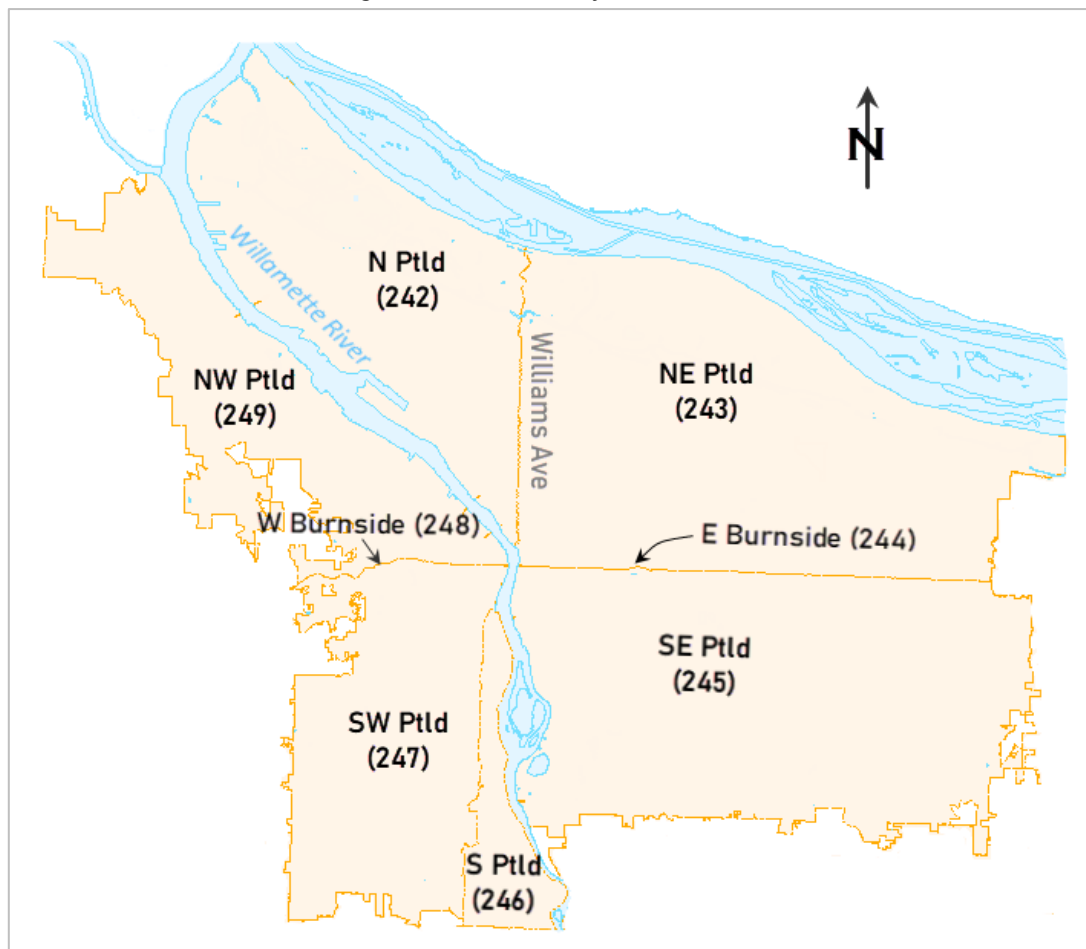 N
N Ptld
(242)
Willamette River
Williams Ave
NW Ptld
(249)
NE Ptld
(243)
W Burnside (248)
E Burnside (244)
SE Ptld
(245)
SW Ptld
(247)
S Ptld
(246)